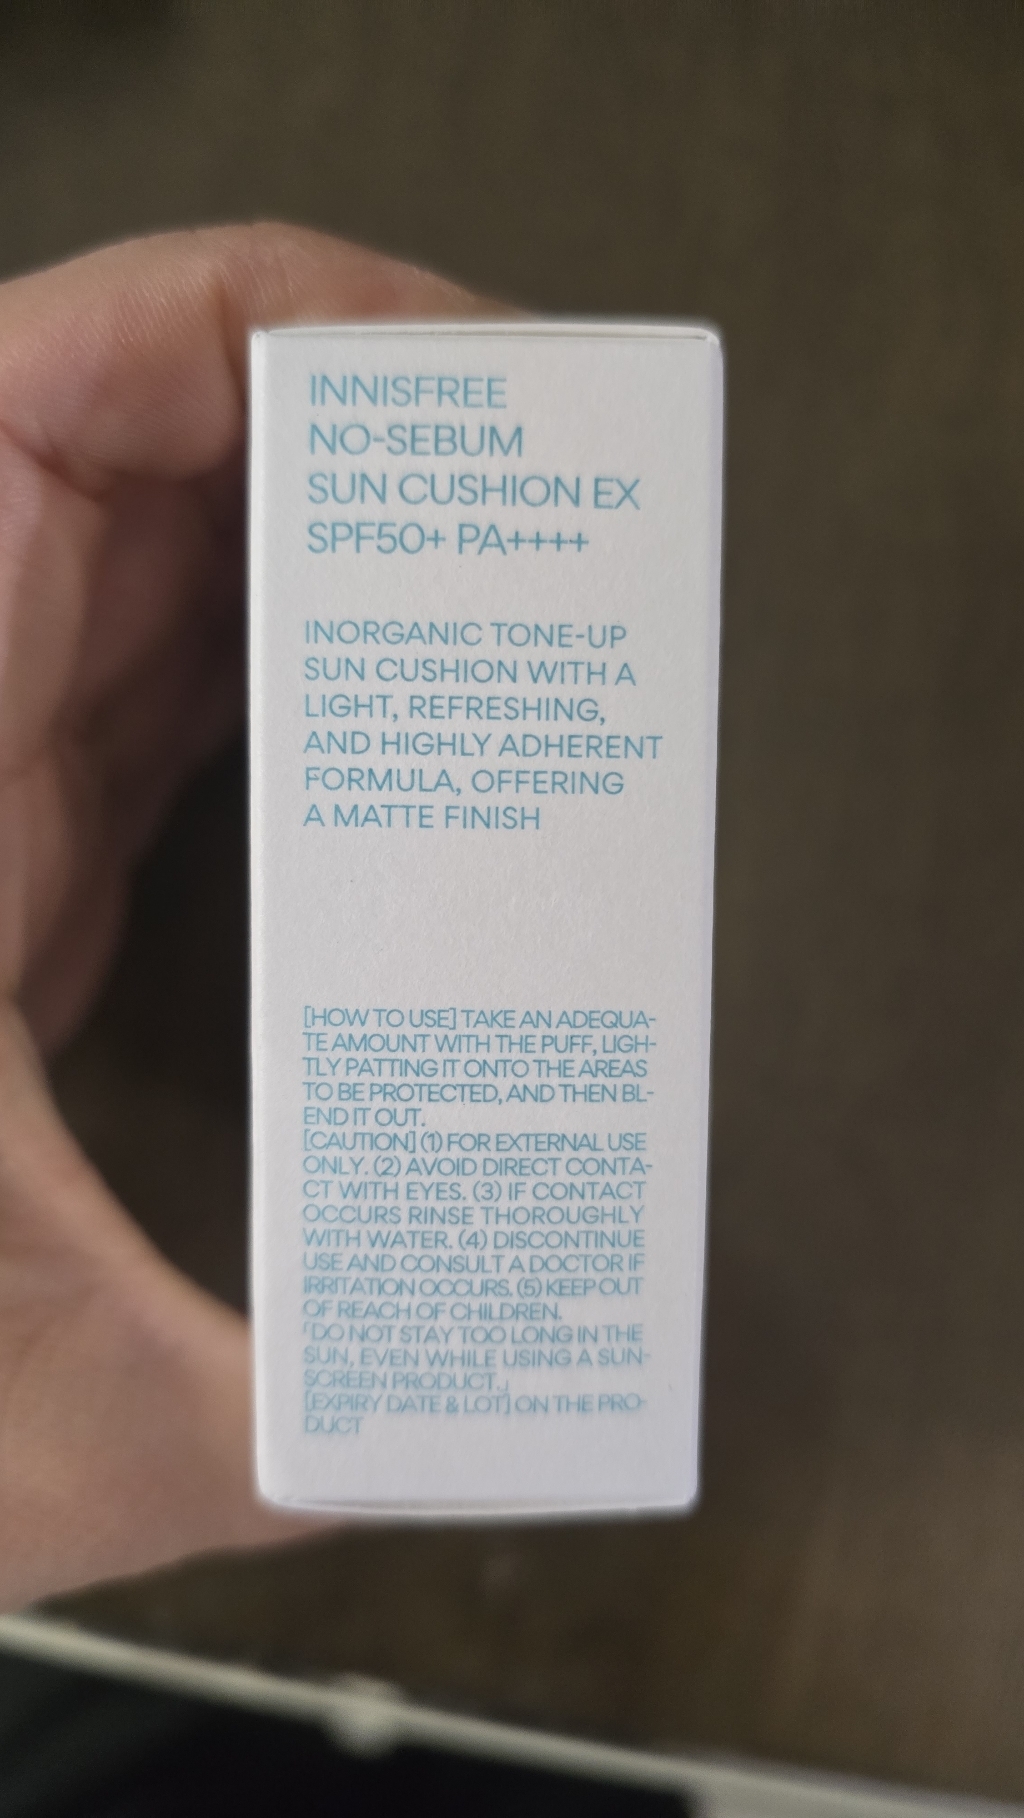 INNISFREE
NO-SEBUM
SUN CUSHION EX
SPF50+ PA++++
INORGANIC TONE-UP
SUN CUSHION WITH A
LIGHT, REFRESHING,
AND HIGHLY ADHERENT
FORMULA, OFFERING
A MATTE FINISH
[HOW TO USE] TAKE AN ADEQUA-
TE AMOUNT WITH THE PUFF, LIGH-
TLY PATTING IT ONTO THE AREAS
TO BE PROTECTED, AND THEN BL-
END IT OUT.
[CAUTION] (1) FOR EXTERNAL USE
ONLY. (2) AVOID DIRECT CONTA-
CT WITH EYES. (3) IF CONTACT
OCCURS RINSE THOROUGHLY
WITH WATER. (4) DISCONTINUE
USE AND CONSULT A DOCTOR IF
IRRITATION OCCURS. (5) KEEP OUT
OF REACH OF CHILDREN.
「DO NOT STAY TOO LONG IN THE
SUN, EVEN WHILE USING A SUN-
SCREEN PRODUCT.」
[EXPIRY DATE & LOT] ON THE PRO-
DUCT